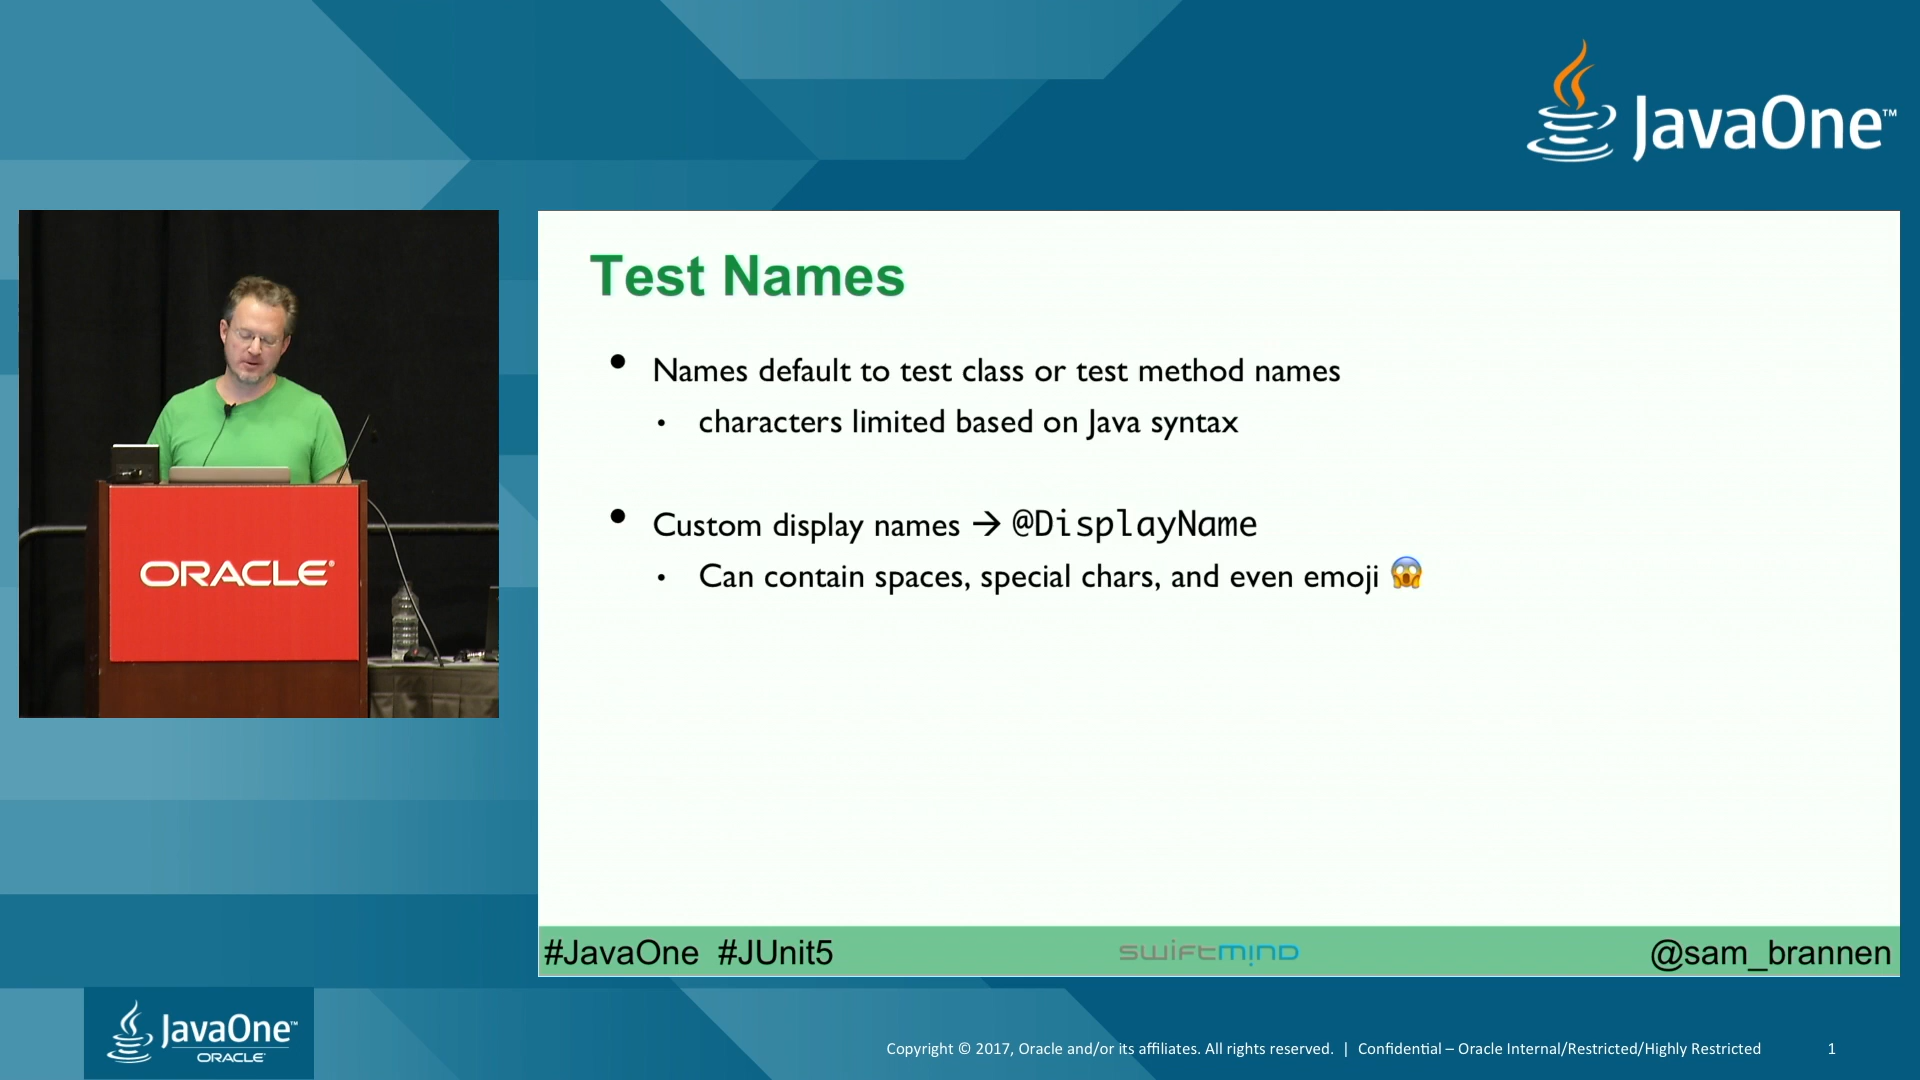 JavaOne™
Test Names
• Names default to test class or test method names
• characters limited based on Java syntax
• Custom display names → @DisplayName
• Can contain spaces, special chars, and even emoji 😱
ORACLE®
#JavaOne #JUnit5
swiftmind
@sam_brannen
JavaOne™
ORACLE®
Copyright © 2017, Oracle and/or its affiliates. All rights reserved. | Confidential – Oracle Internal/Restricted/Highly Restricted 1